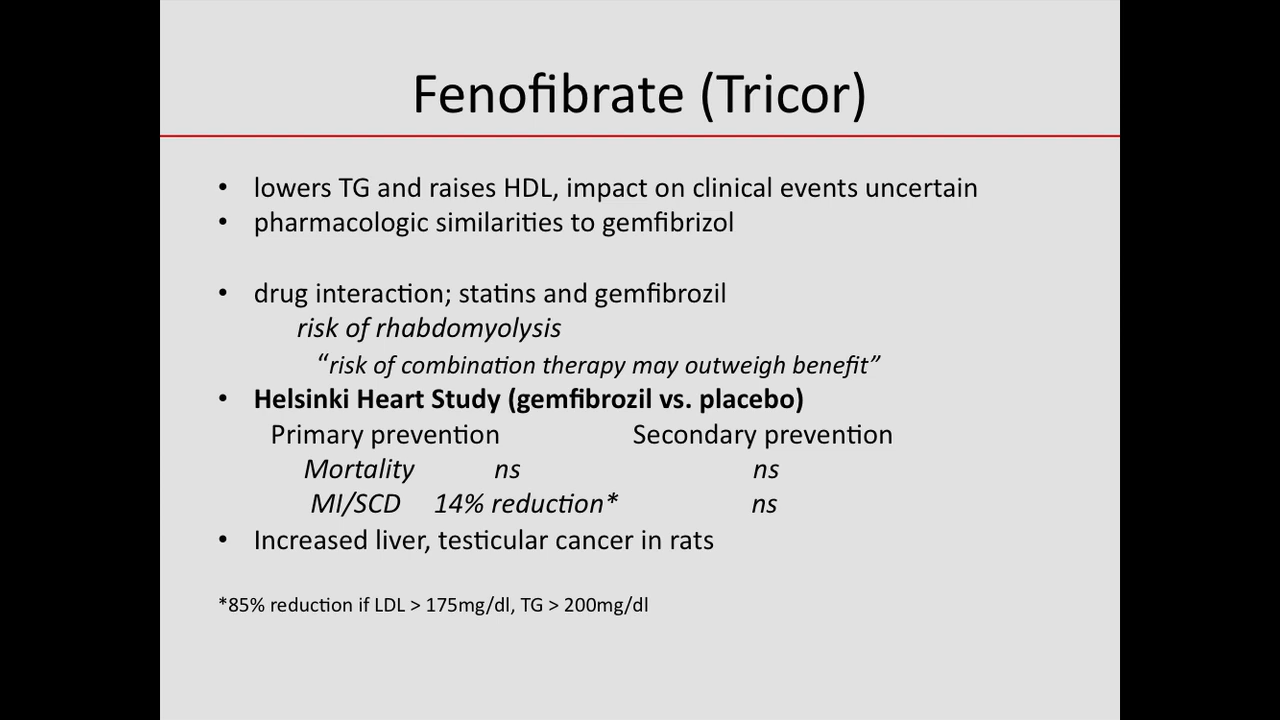 Fenofibrate (Tricor)
• lowers TG and raises HDL, impact on clinical events uncertain
• pharmacologic similarities to gemfibrizol
• drug interaction; statins and gemfibrozil
risk of rhabdomyolysis
“risk of combination therapy may outweigh benefit”
• Helsinki Heart Study (gemfibrozil vs. placebo)
Primary prevention Secondary prevention
Mortality ns ns
MI/SCD 14% reduction* ns
• Increased liver, testicular cancer in rats
*85% reduction if LDL > 175mg/dl, TG > 200mg/dl